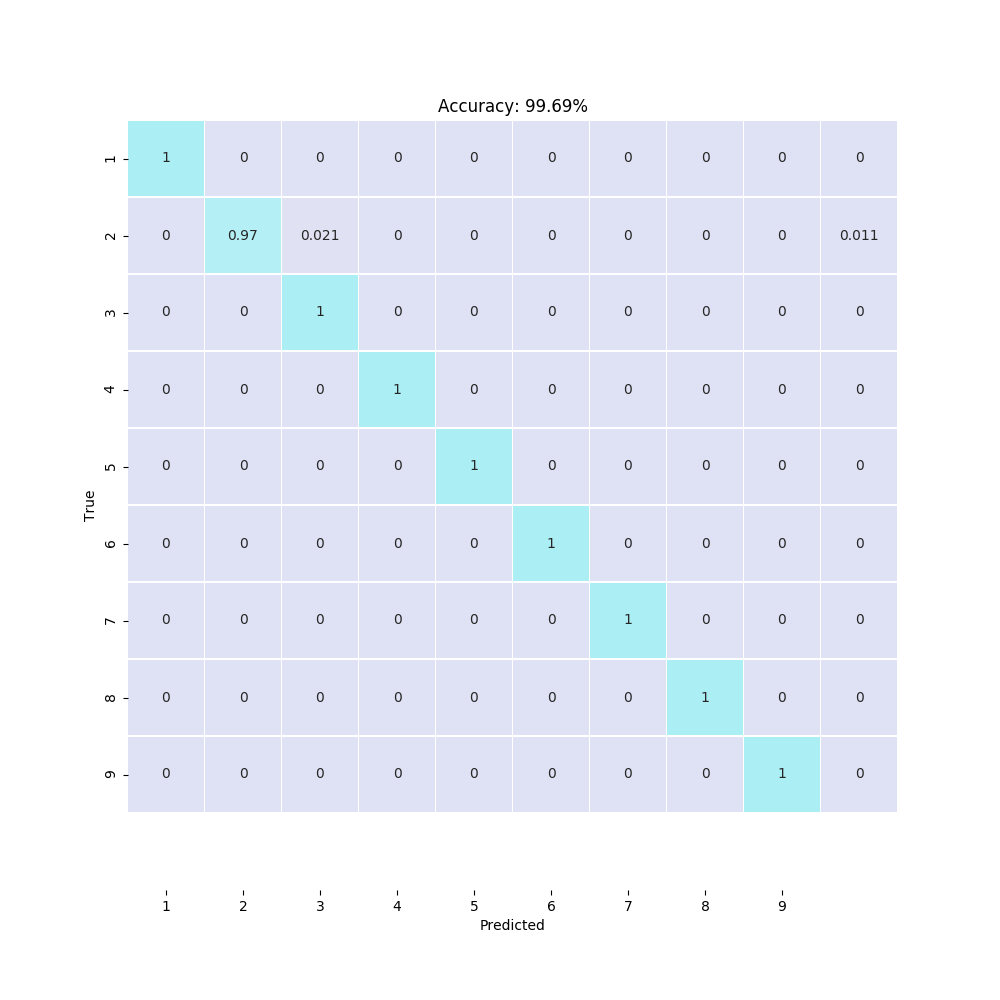 Accuracy: 99.69%
1 1 0 0 0 0 0 0 0 0 0
2 0 0.97 0.021 0 0 0 0 0 0 0.011
3 0 0 1 0 0 0 0 0 0 0
4 0 0 0 1 0 0 0 0 0 0
5 0 0 0 0 1 0 0 0 0 0
True
6 0 0 0 0 0 1 0 0 0 0
7 0 0 0 0 0 0 1 0 0 0
8 0 0 0 0 0 0 0 1 0 0
9 0 0 0 0 0 0 0 0 1 0
1 2 3 4 5 6 7 8 9
Predicted